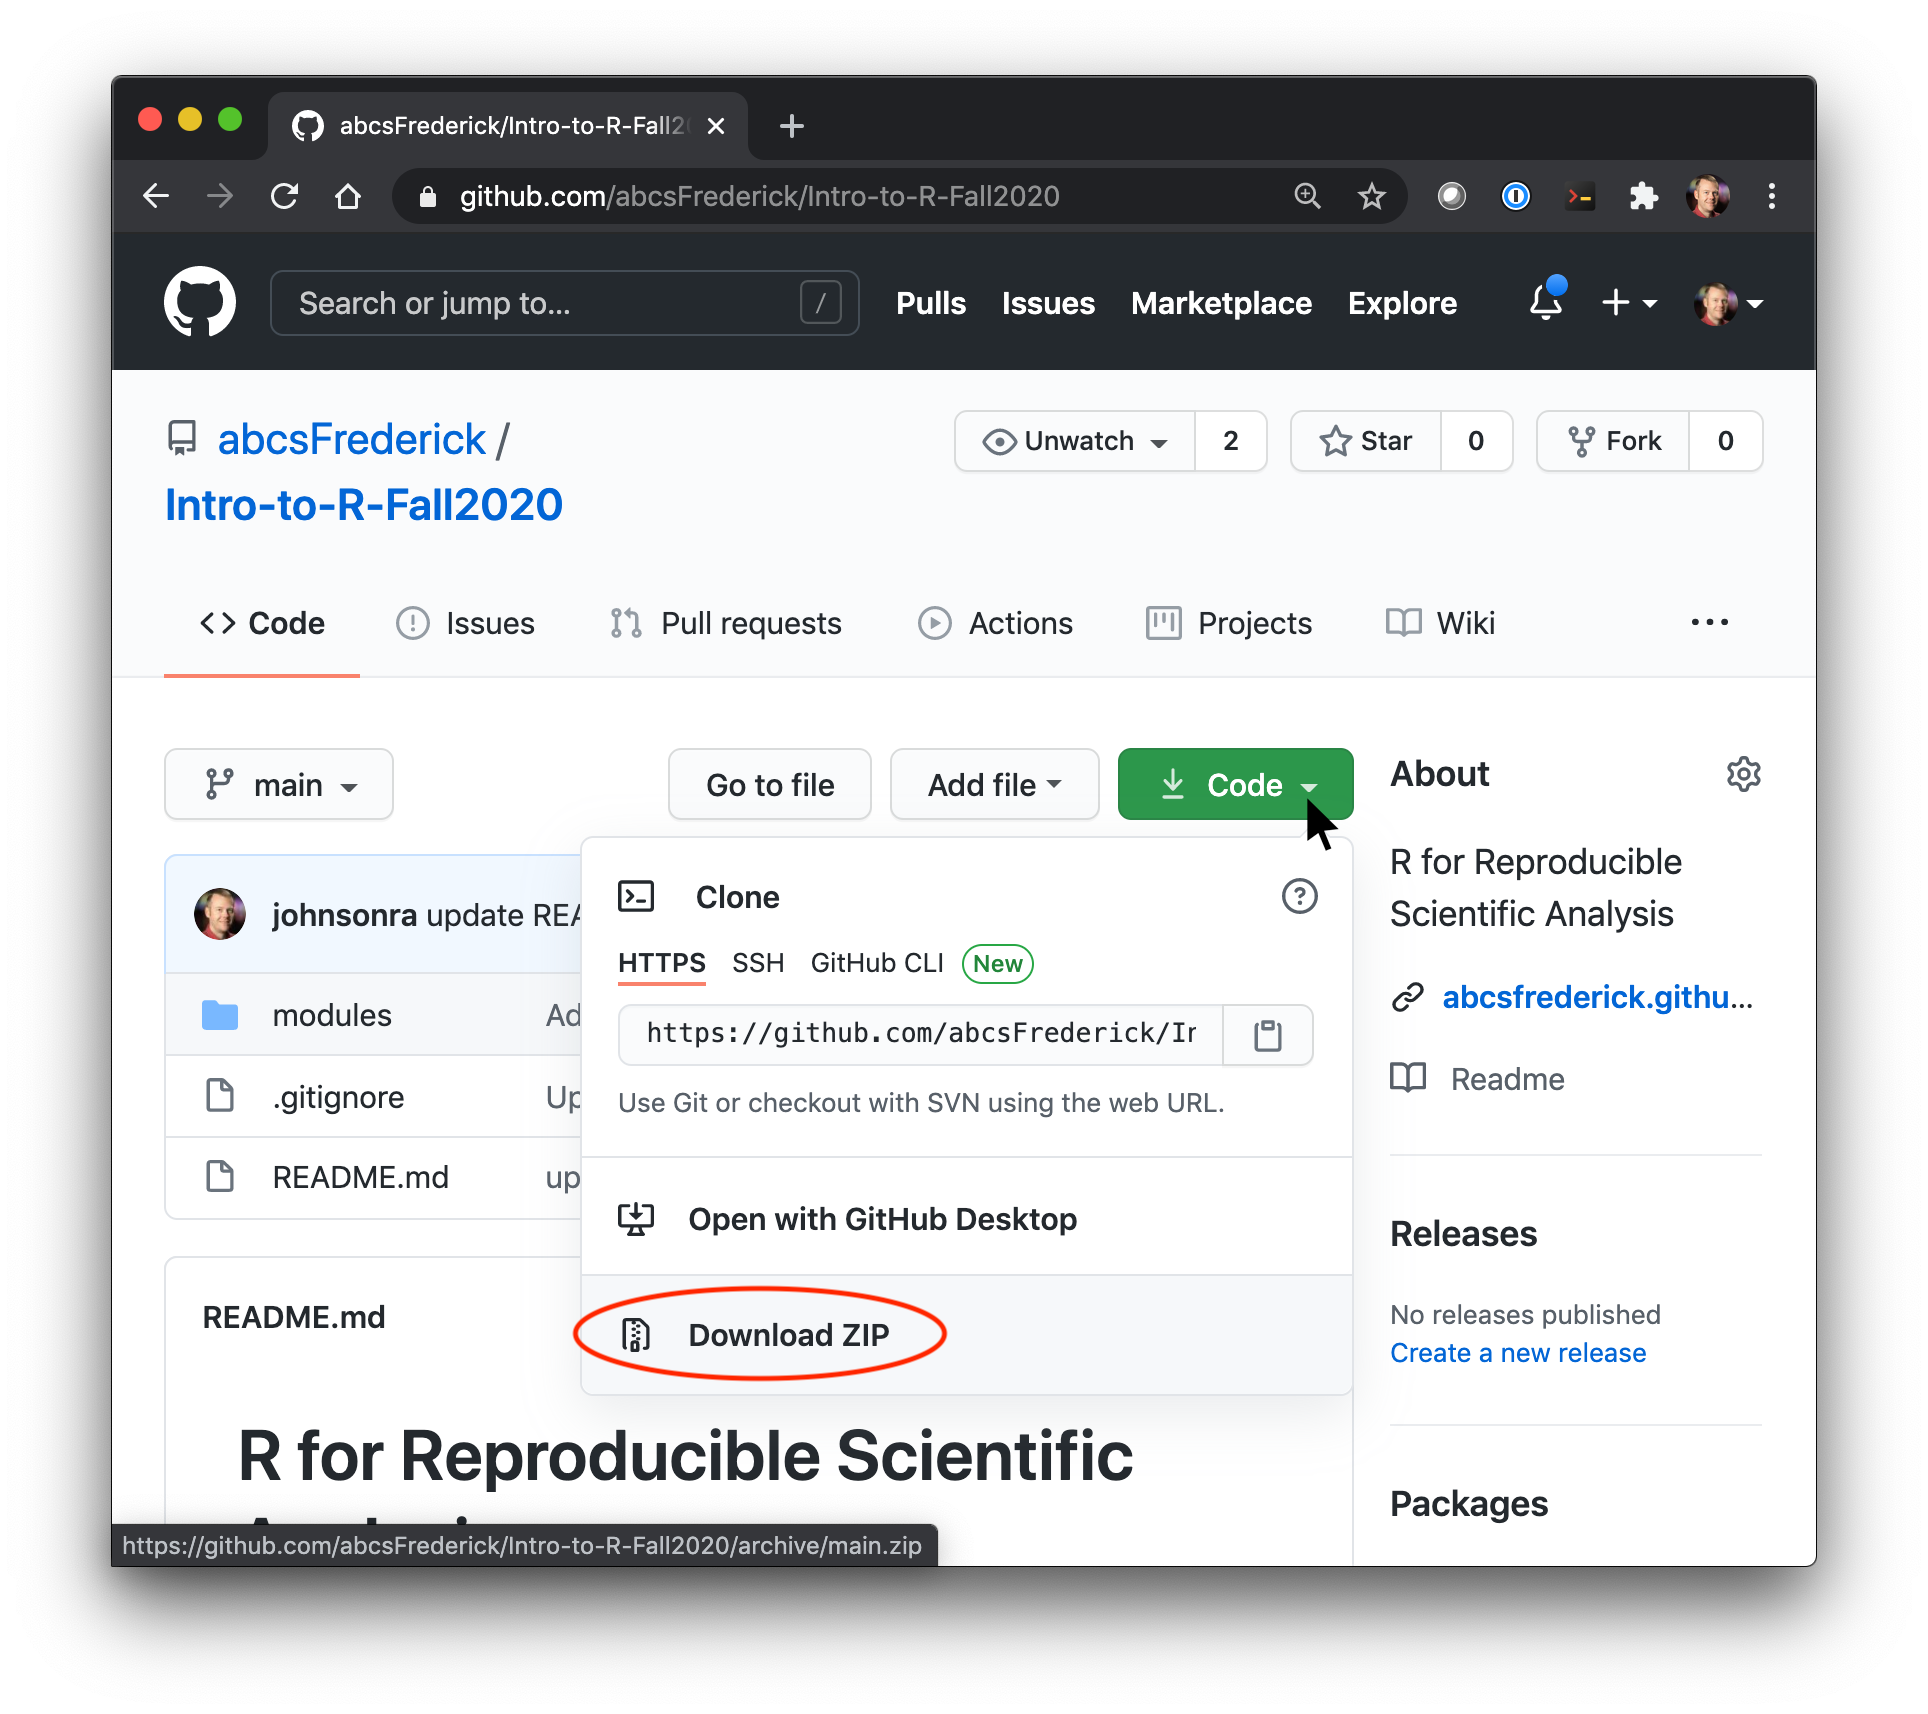 abcsFrederick/Intro-to-R-Fall2
github.com/abcsFrederick/Intro-to-R-Fall2020
Search or jump to...
/
Pulls
Issues
Marketplace
Explore
abcsFrederick /
Intro-to-R-Fall2020
Unwatch
2
Star
0
Fork
0
Code
Issues
Pull requests
Actions
Projects
Wiki
main
Go to file
Add file
Code
johnsonra update REA
modules
Ad
.gitignore
Up
README.md
up
Clone
HTTPS
SSH
GitHub CLI
New
https://github.com/abcsFrederick/In
Use Git or checkout with SVN using the web URL.
Open with GitHub Desktop
Download ZIP
About
R for Reproducible
Scientific Analysis
abcsfrederick.githu...
Readme
Releases
No releases published
Create a new release
Packages
README.md
R for Reproducible Scientific
https://github.com/abcsFrederick/Intro-to-R-Fall2020/archive/main.zip